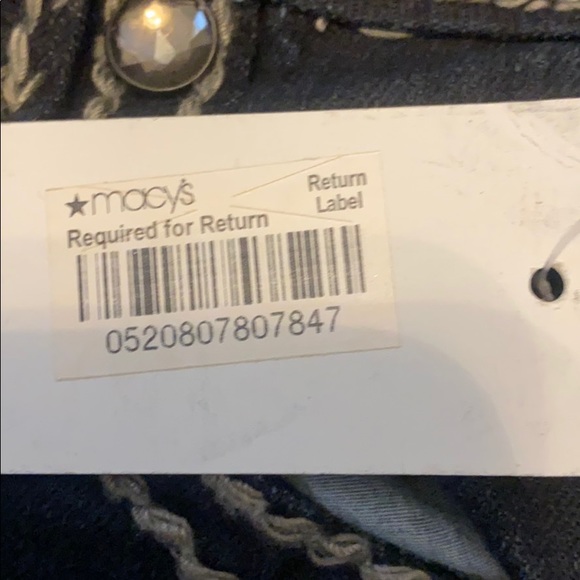 ★macy's
Return
Label
Required for Return
0520807807847